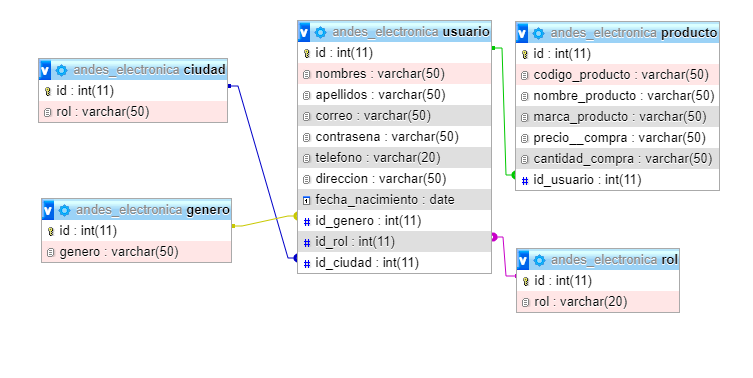 andes_electronica ciudad
id : int(11)
rol : varchar(50)
andes_electronica genero
id : int(11)
genero : varchar(50)
andes_electronica usuario
id : int(11)
nombres : varchar(50)
apellidos : varchar(50)
correo : varchar(50)
contrasena : varchar(50)
telefono : varchar(20)
direccion : varchar(50)
fecha_nacimiento : date
id_genero : int(11)
id_rol : int(11)
id_ciudad : int(11)
andes_electronica producto
id : int(11)
codigo_producto : varchar(50)
nombre_producto : varchar(50)
marca_producto : varchar(50)
precio__compra : varchar(50)
cantidad_compra : varchar(50)
id_usuario : int(11)
andes_electronica rol
id : int(11)
rol : varchar(20)